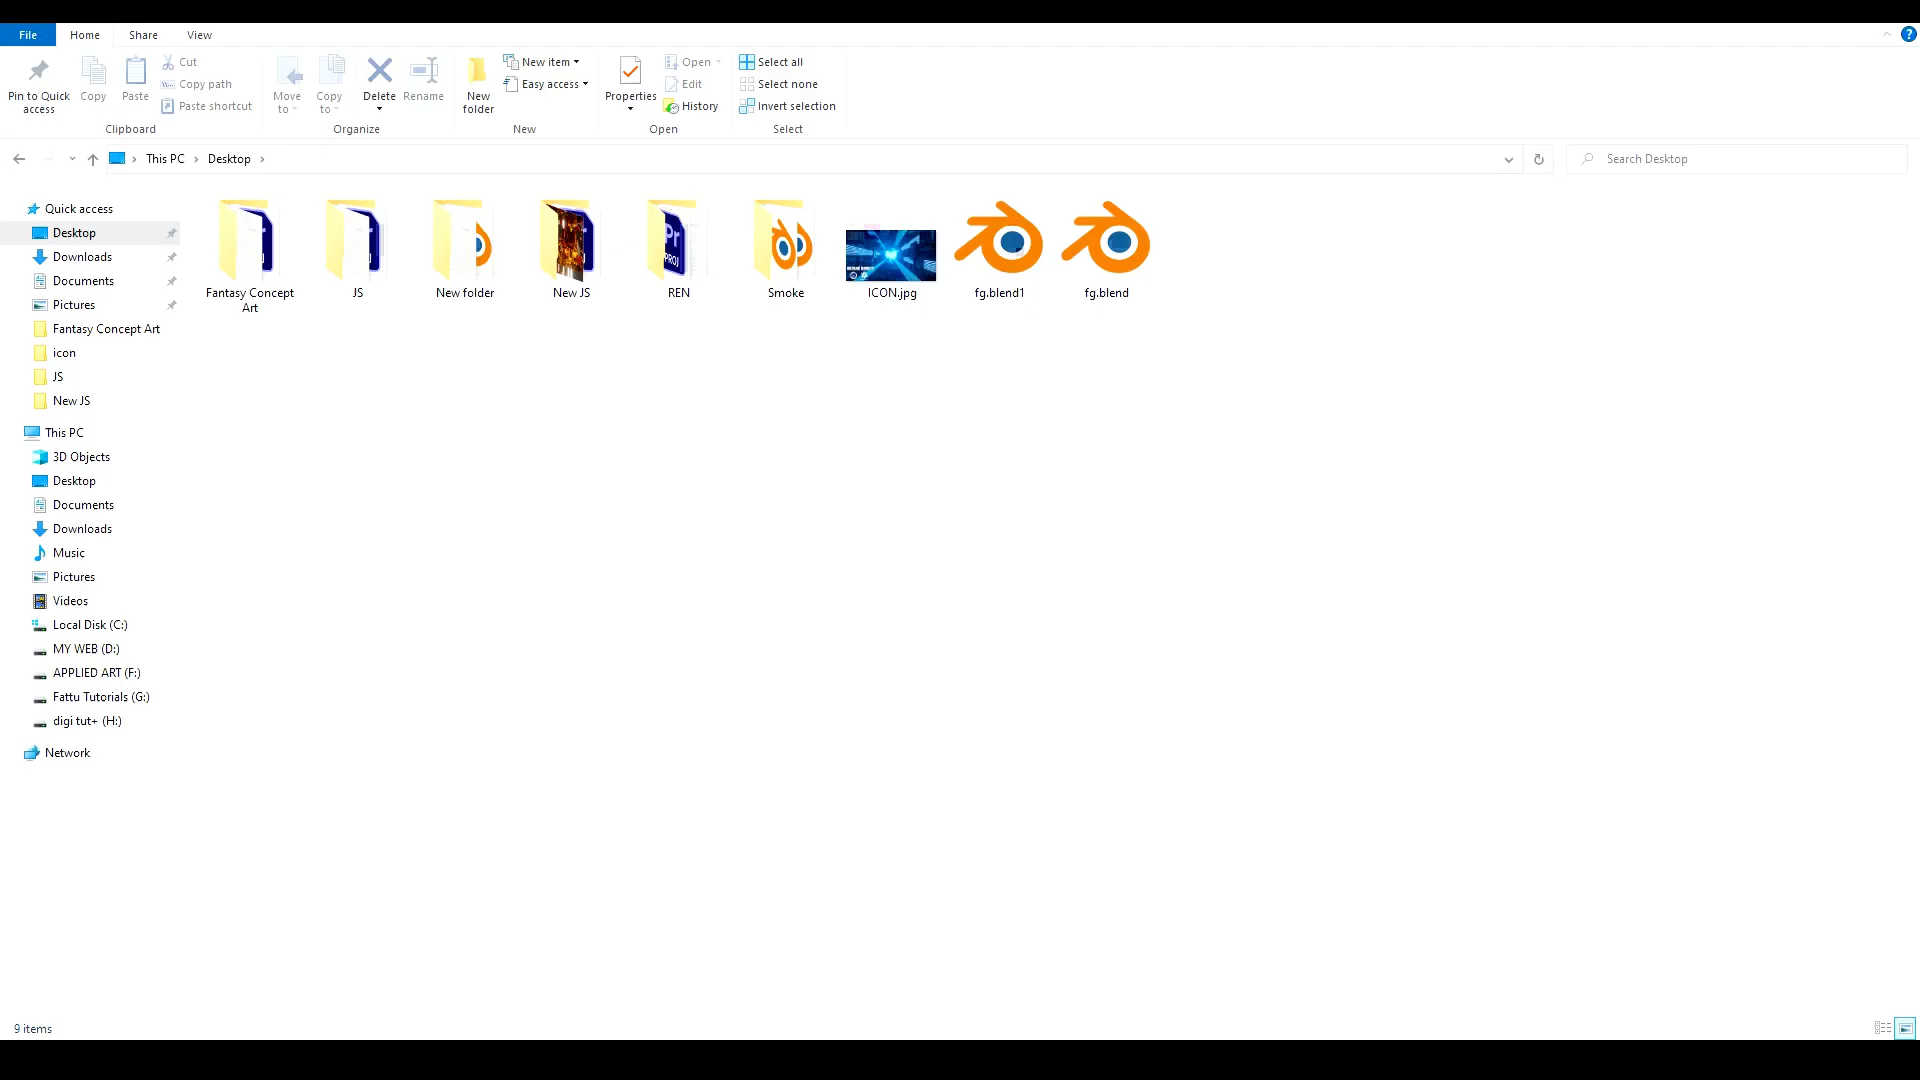 File Home Share View
Pin to Quick access
Copy
Paste
Cut
Copy path
Paste shortcut
Clipboard
Move to
Copy to
Delete
Rename
Organize
New folder
New item
Easy access
New
Properties
Open
Edit
History
Open
Select all
Select none
Invert selection
Select
This PC Desktop
Search Desktop
Quick access
Desktop
Downloads
Documents
Pictures
Fantasy Concept Art
icon
JS
New JS
This PC
3D Objects
Desktop
Documents
Downloads
Music
Pictures
Videos
Local Disk (C:)
MY WEB (D:)
APPLIED ART (F:)
Fattu Tutorials (G:)
digi tut+ (H:)
Network
Pr
PROJ
Fantasy Concept Art
JS
New folder
New JS
REN
Smoke
ICON.jpg
fg.blend1
fg.blend
9 items